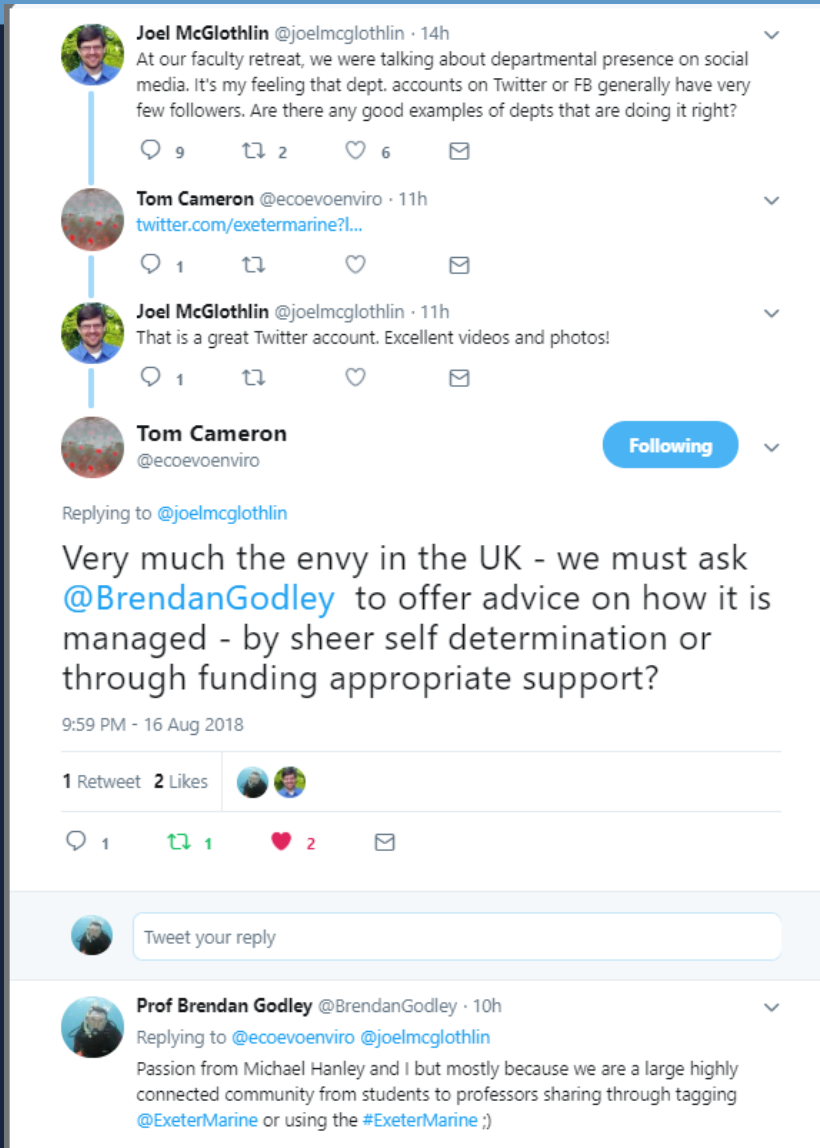 Joel McGlothlin @joelmcglothlin · 14h
At our faculty retreat, we were talking about departmental presence on social
media. It's my feeling that dept. accounts on Twitter or FB generally have very
few followers. Are there any good examples of depts that are doing it right?
9 2 6
Tom Cameron @ecoevoenviro · 11h
twitter.com/exetermarine?l...
1
Joel McGlothlin @joelmcglothlin · 11h
That is a great Twitter account. Excellent videos and photos!
1
Tom Cameron
@ecoevoenviro
Following
Replying to @joelmcglothlin
Very much the envy in the UK - we must ask
@BrendanGodley to offer advice on how it is
managed - by sheer self determination or
through funding appropriate support?
9:59 PM - 16 Aug 2018
1 Retweet 2 Likes
1 1 2
Tweet your reply
Prof Brendan Godley @BrendanGodley · 10h
Replying to @ecoevoenviro @joelmcglothlin
Passion from Michael Hanley and I but mostly because we are a large highly
connected community from students to professors sharing through tagging
@ExeterMarine or using the #ExeterMarine ;)